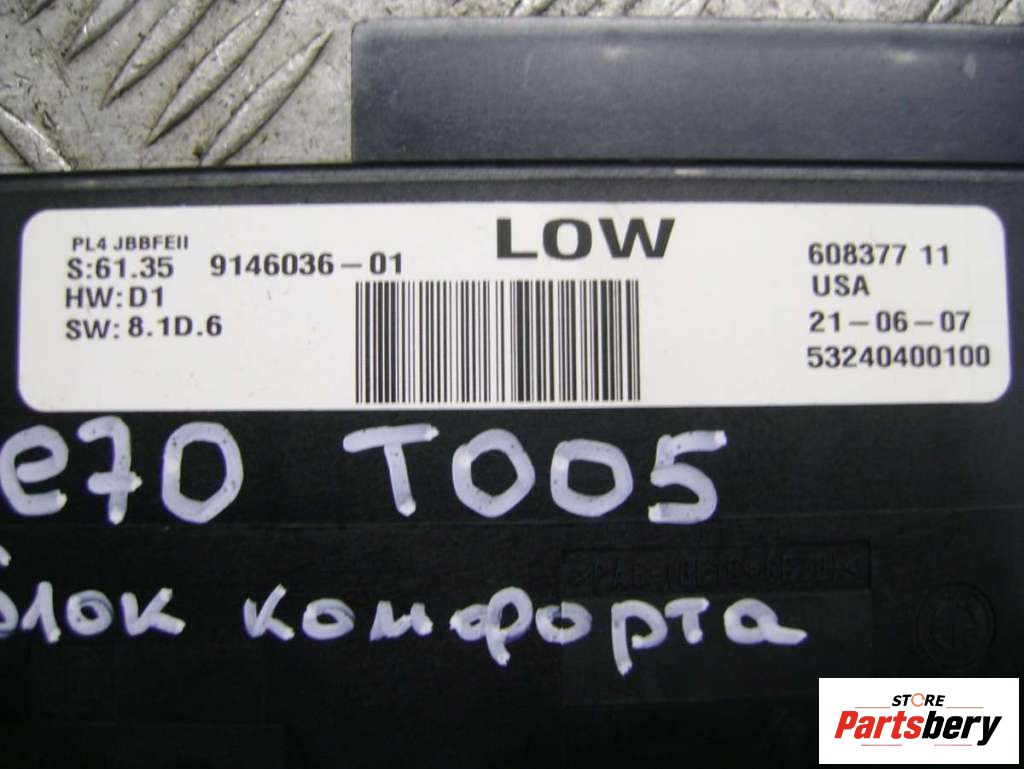 PL4 JBBFEII
LOW
S:61.35 9146036-01
HW:D1
SW:8.1D.6
608377 11
USA
21-06-07
53240400100
e70 T005
блок комфорта
STORE
Partsbery